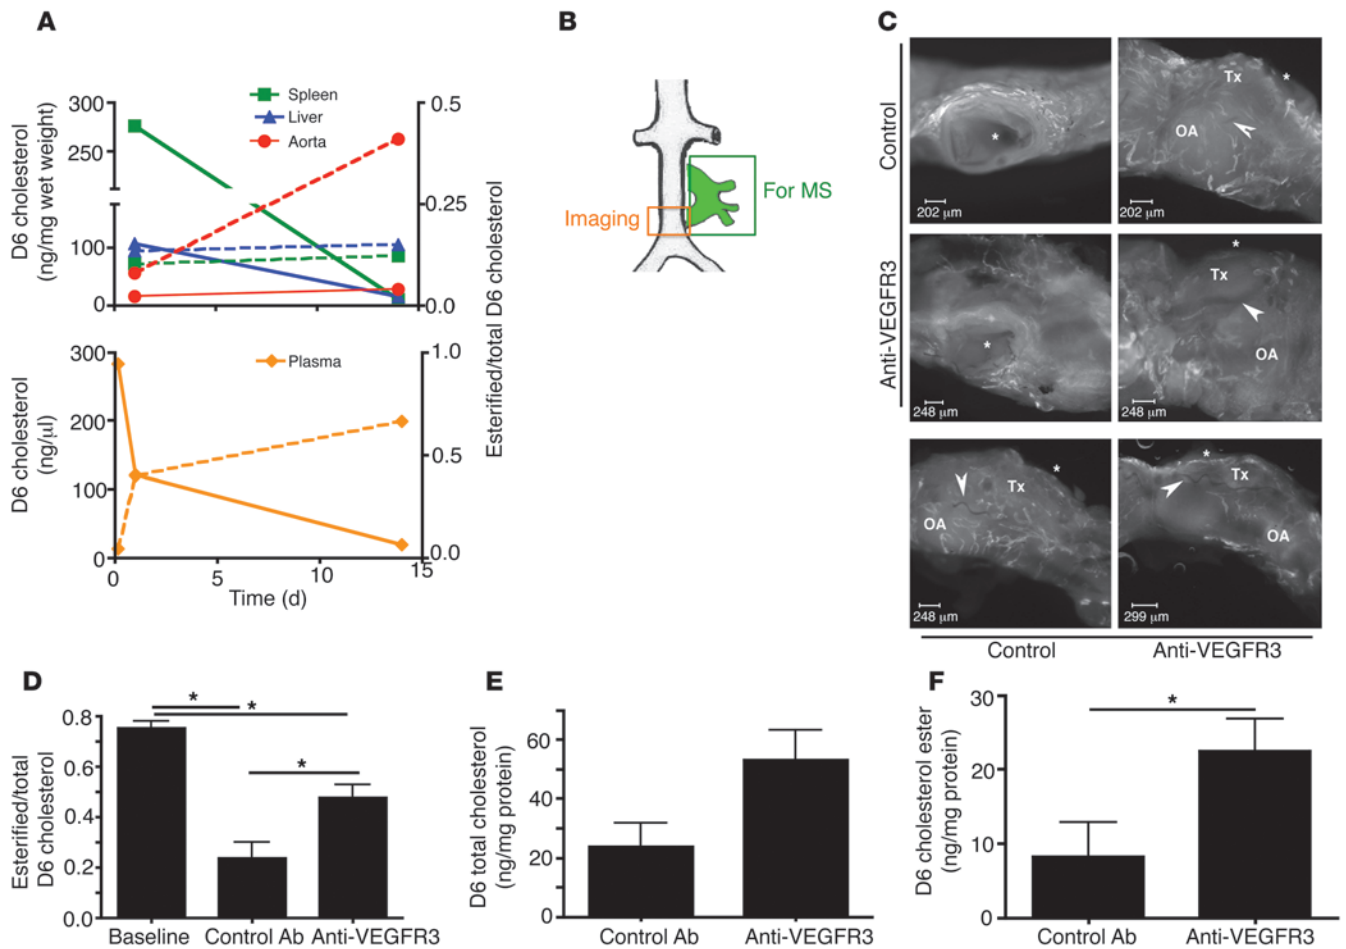 A
B
C
Spleen
Liver
Aorta
300
250
100
0
0.5
0.25
0.0
D6 cholesterol
(ng/mg wet weight)
Esterified/total D6 cholesterol
Plasma
300
200
100
0
1.0
0.5
0.0
D6 cholesterol
(ng/μl)
0
5
10
15
Time (d)
Imaging
For MS
Control
Anti-VEGFR3
*
202 μm
Tx
*
OA
202 μm
*
248 μm
*
Tx
OA
248 μm
*
Tx
OA
248 μm
*
Tx
OA
299 μm
Control
Anti-VEGFR3
D
E
F
Esterified/total
D6 cholesterol
0.8
0.6
0.4
0.2
0.0
*
*
*
Baseline
Control Ab
Anti-VEGFR3
D6 total cholesterol
(ng/mg protein)
60
40
20
0
Control Ab
Anti-VEGFR3
D6 cholesterol ester
(ng/mg protein)
30
20
10
0
*
Control Ab
Anti-VEGFR3